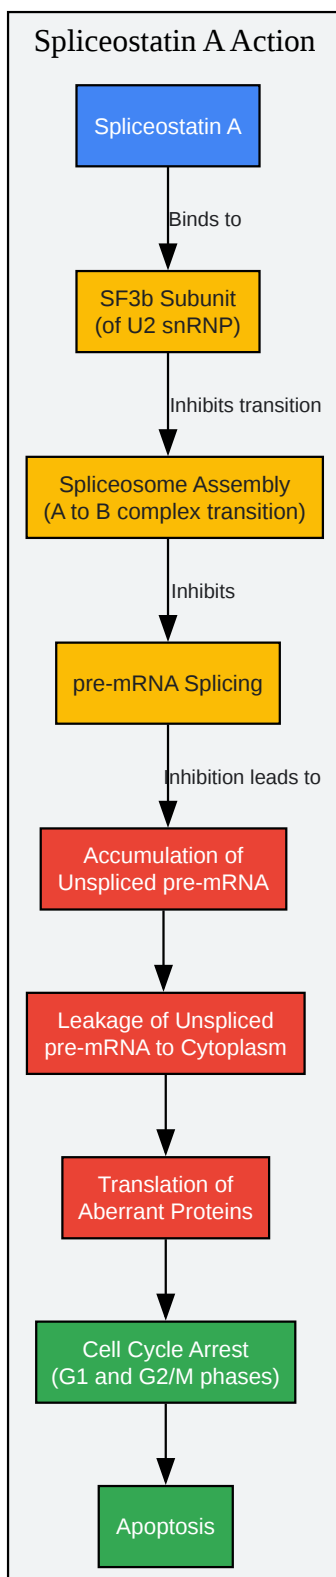 Spliceostatin A Action
Spliceostatin A
Binds to
SF3b Subunit
(of U2 snRNP)
Inhibits transition
Spliceosome Assembly
(A to B complex transition)
Inhibits
pre-mRNA Splicing
Inhibition leads to
Accumulation of
Unspliced pre-mRNA
Leakage of Unspliced
pre-mRNA to Cytoplasm
Translation of
Aberrant Proteins
Cell Cycle Arrest
(G1 and G2/M phases)
Apoptosis